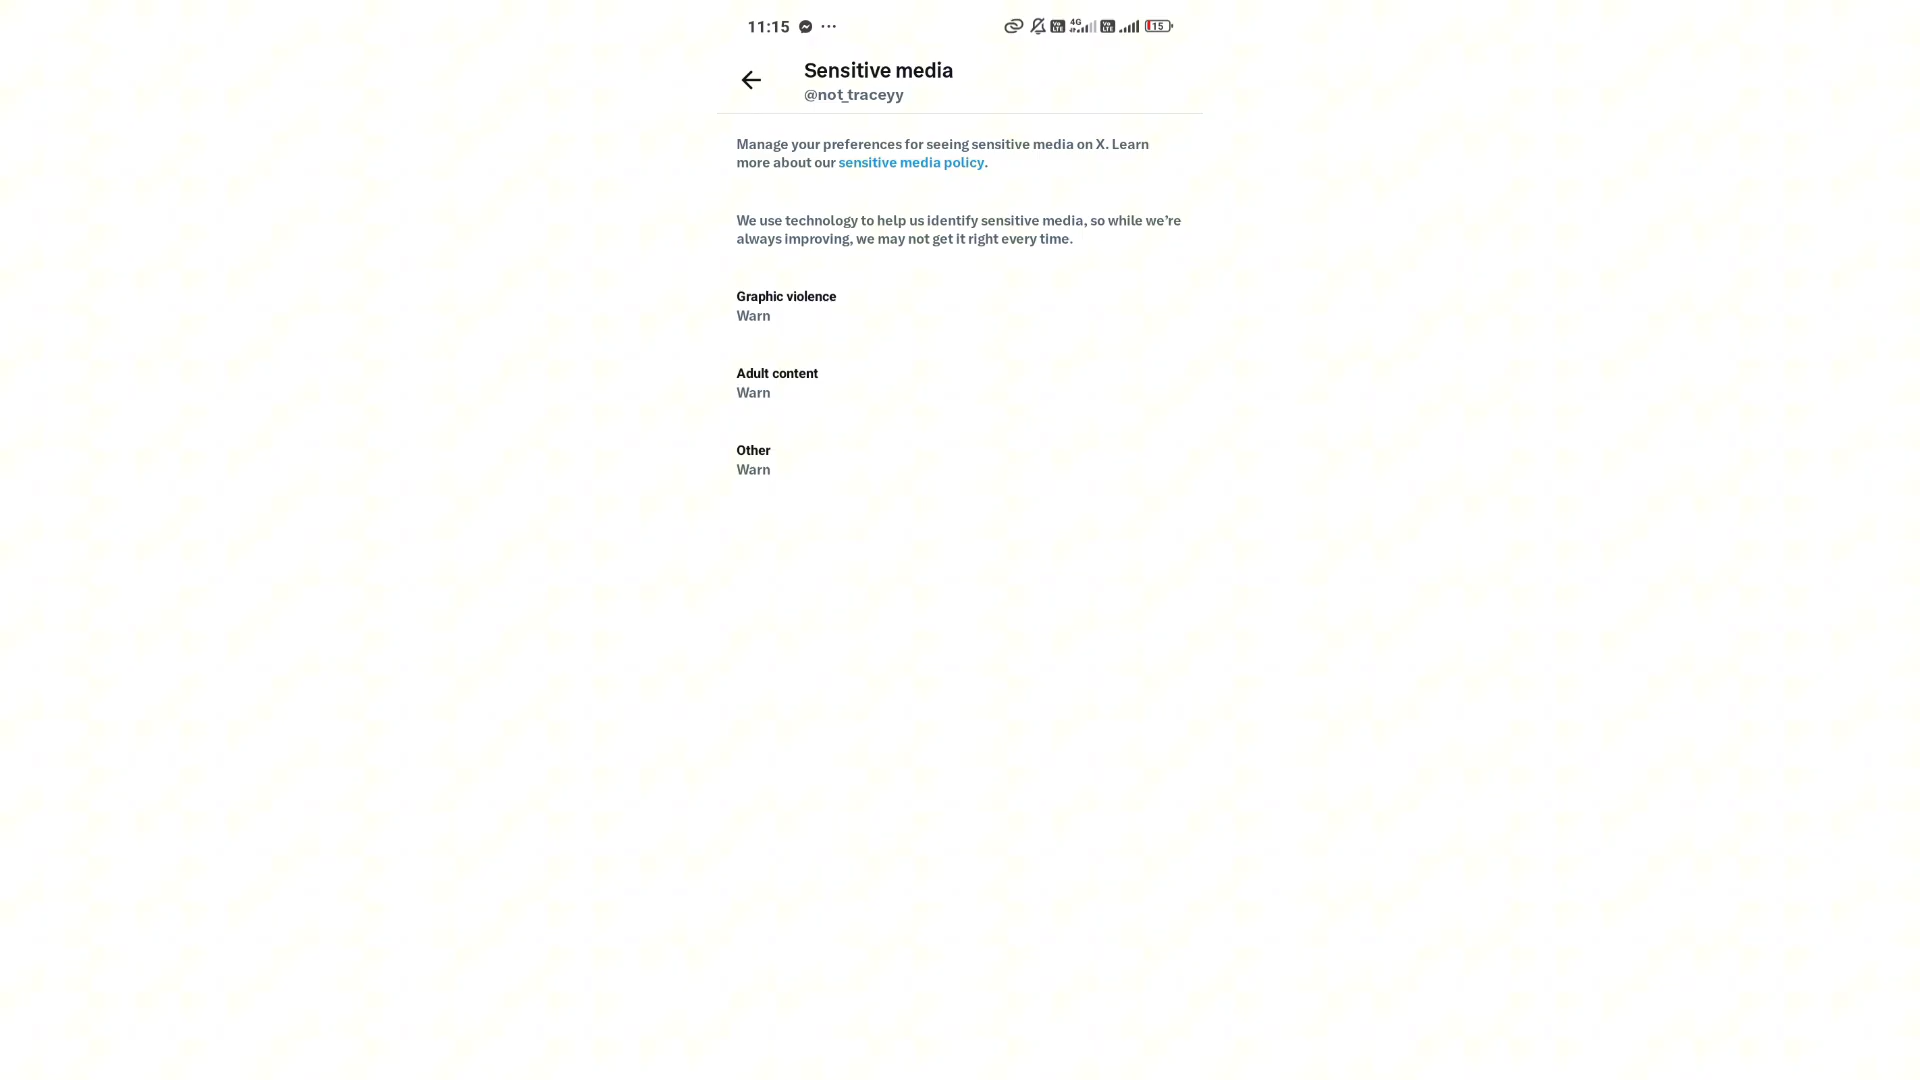 11:15 ...
4G
15
Sensitive media
@not_traceyy
Manage your preferences for seeing sensitive media on X. Learn
more about our sensitive media policy.
We use technology to help us identify sensitive media, so while we’re
always improving, we may not get it right every time.
Graphic violence
Warn
Adult content
Warn
Other
Warn